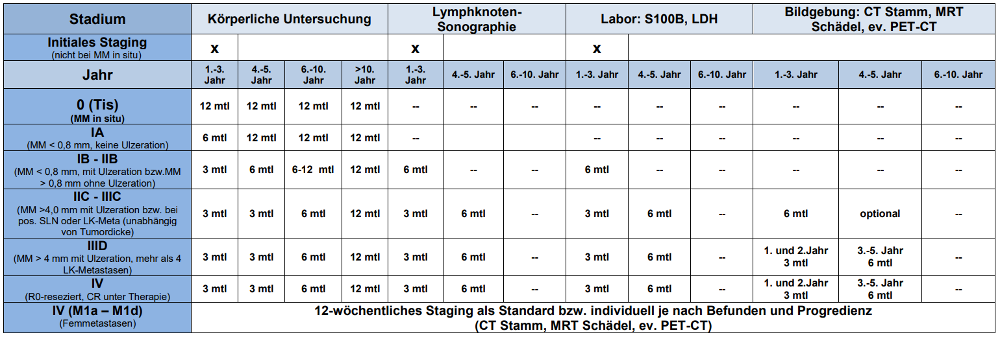 Stadium Körperliche Untersuchung Lymphknoten-Sonographie Labor: S100B, LDH Bildgebung: CT Stamm, MRT Schädel, ev. PET-CT
Initiales Staging x x x
(nicht bei MM in situ)
Jahr 1.-3. Jahr 4.-5. Jahr 6.-10. Jahr >10. Jahr 1.-3. Jahr 4.-5. Jahr 6.-10. Jahr 1.-3. Jahr 4.-5. Jahr 6.-10. Jahr 1.-3. Jahr 4.-5. Jahr 6.-10. Jahr
0 (Tis) 12 mtl 12 mtl 12 mtl 12 mtl -- -- -- -- -- -- -- -- --
(MM in situ)
IA 6 mtl 12 mtl 12 mtl 12 mtl -- -- -- -- -- -- -- --
(MM < 0,8 mm, keine Ulzeration)
IB - IIB
(MM < 0,8 mm, mit Ulzeration bzw.MM 3 mtl 6 mtl 6-12 mtl 12 mtl 6 mtl -- -- 6 mtl -- -- -- -- --
> 0,8 mm ohne Ulzeration)
IIC - IIIC
(MM >4,0 mm mit Ulzeration bzw. bei 3 mtl 3 mtl 6 mtl 12 mtl 3 mtl 6 mtl -- 3 mtl 6 mtl -- 6 mtl optional --
pos. SLN oder LK-Meta (unabhängig
von Tumordicke)
IIID 1. und 2.Jahr 3.-5. Jahr
(MM > 4 mm mit Ulzeration, mehr als 4 3 mtl 3 mtl 6 mtl 12 mtl 3 mtl 6 mtl -- 3 mtl 6 mtl -- 3 mtl 6 mtl --
LK-Metastasen)
IV 3 mtl 3 mtl 6 mtl 12 mtl 3 mtl 6 mtl -- 3 mtl 6 mtl -- 1. und 2.Jahr 3.-5. Jahr --
(R0-reseziert, CR unter Therapie) 3 mtl 6 mtl
IV (M1a – M1d) 12-wöchentliches Staging als Standard bzw. individuell je nach Befunden und Progredienz
(Femmetastasen) (CT Stamm, MRT Schädel, ev. PET-CT)